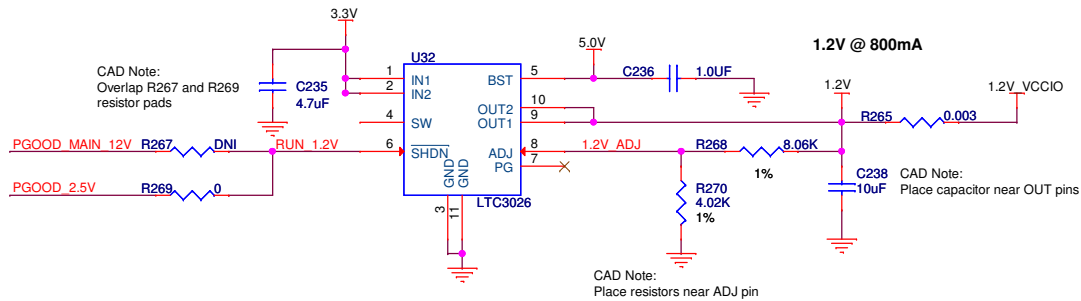 3.3V
5.0V
1.2V @ 800mA
U32
CAD Note:
Overlap R267 and R269
resistor pads
C235
4.7uF
1
IN1
2
IN2
4
SW
6
SHDN
BST
5
OUT2
10
OUT1
9
ADJ
8
PG
7
GND
GND
3
11
LTC3026
C236
1.0UF
1.2V
R265
0.003
1.2V_VCCIO
PGOOD_MAIN_12V
R267
DNI
RUN_1.2V
PGOOD_2.5V
R269
0
1.2V_ADJ
R268
8.06K
1%
R270
4.02K
1%
C238
10uF
CAD Note:
Place capacitor near OUT pins
CAD Note:
Place resistors near ADJ pin